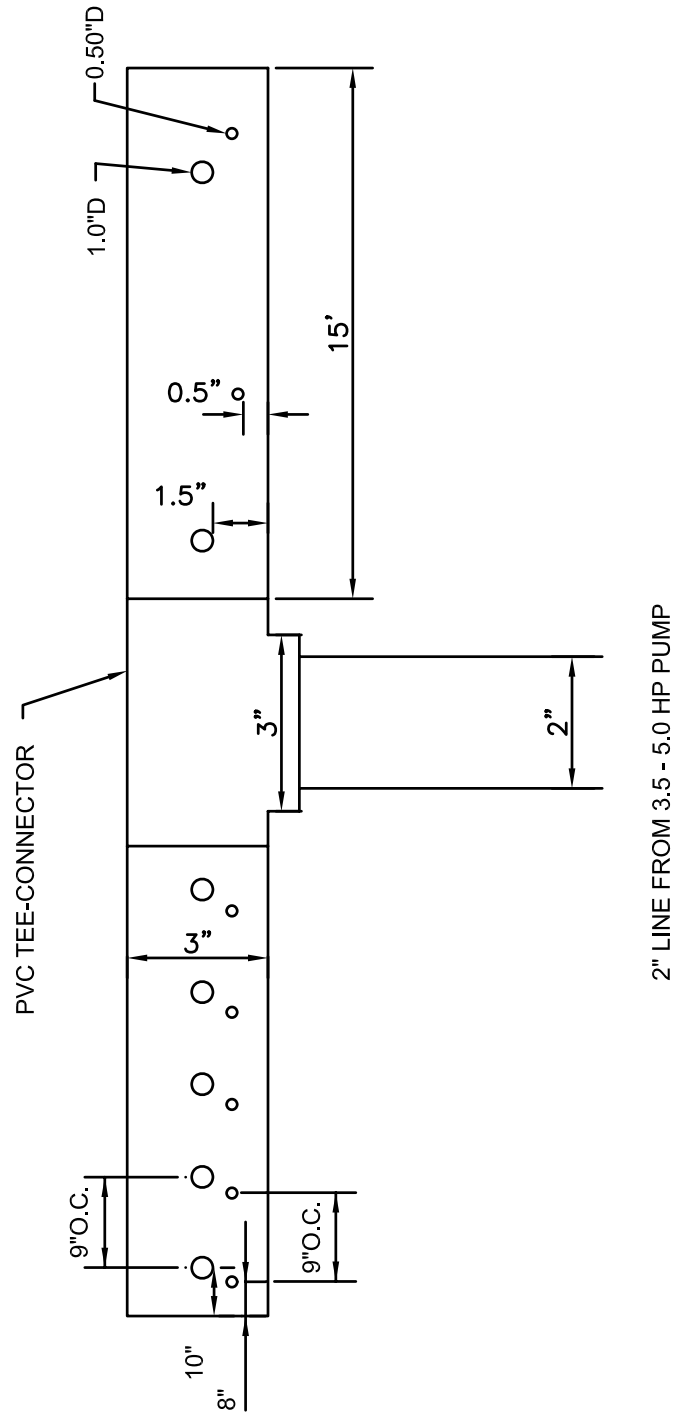 PVC TEE-CONNECTOR
1.0"D
0.50"D
9"O.C.
3"
1.5”
0.5”
10"
8"
9"O.C.
3”
15'
2”
2" LINE FROM 3.5 - 5.0 HP PUMP